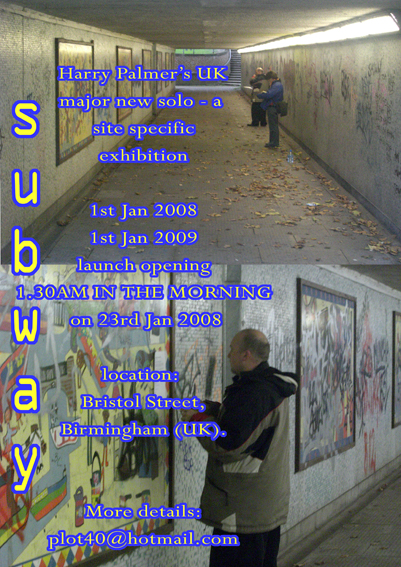 subway
Harry Palmer's UK
major new solo - a
site specific
exhibition
1st Jan 2008
1st Jan 2009
launch opening
1.30AM IN THE MORNING
on 23rd Jan 2008
location:
Bristol Street,
Birmingham (UK).
More details:
plot40@hotmail.com